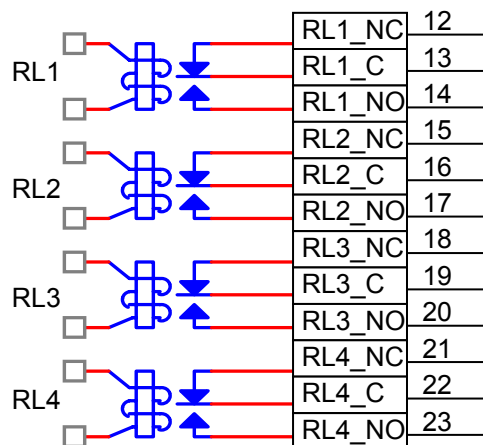 RL1_NC 12
RL1 RL1_C 13
RL1_NO 14
RL2_NC 15
RL2 RL2_C 16
RL2_NO 17
RL3_NC 18
RL3 RL3_C 19
RL3_NO 20
RL4_NC 21
RL4 RL4_C 22
RL4_NO 23